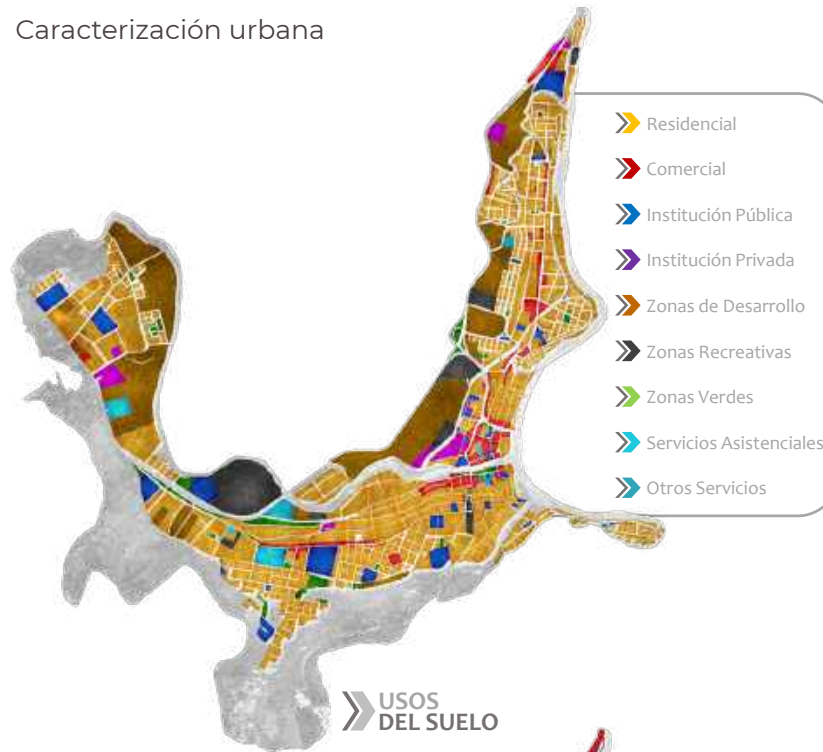 Caracterización urbana
Residencial
Comercial
Institución Pública
Institución Privada
Zonas de Desarrollo
Zonas Recreativas
Zonas Verdes
Servicios Asistenciales
Otros Servicios
USOS
DEL SUELO